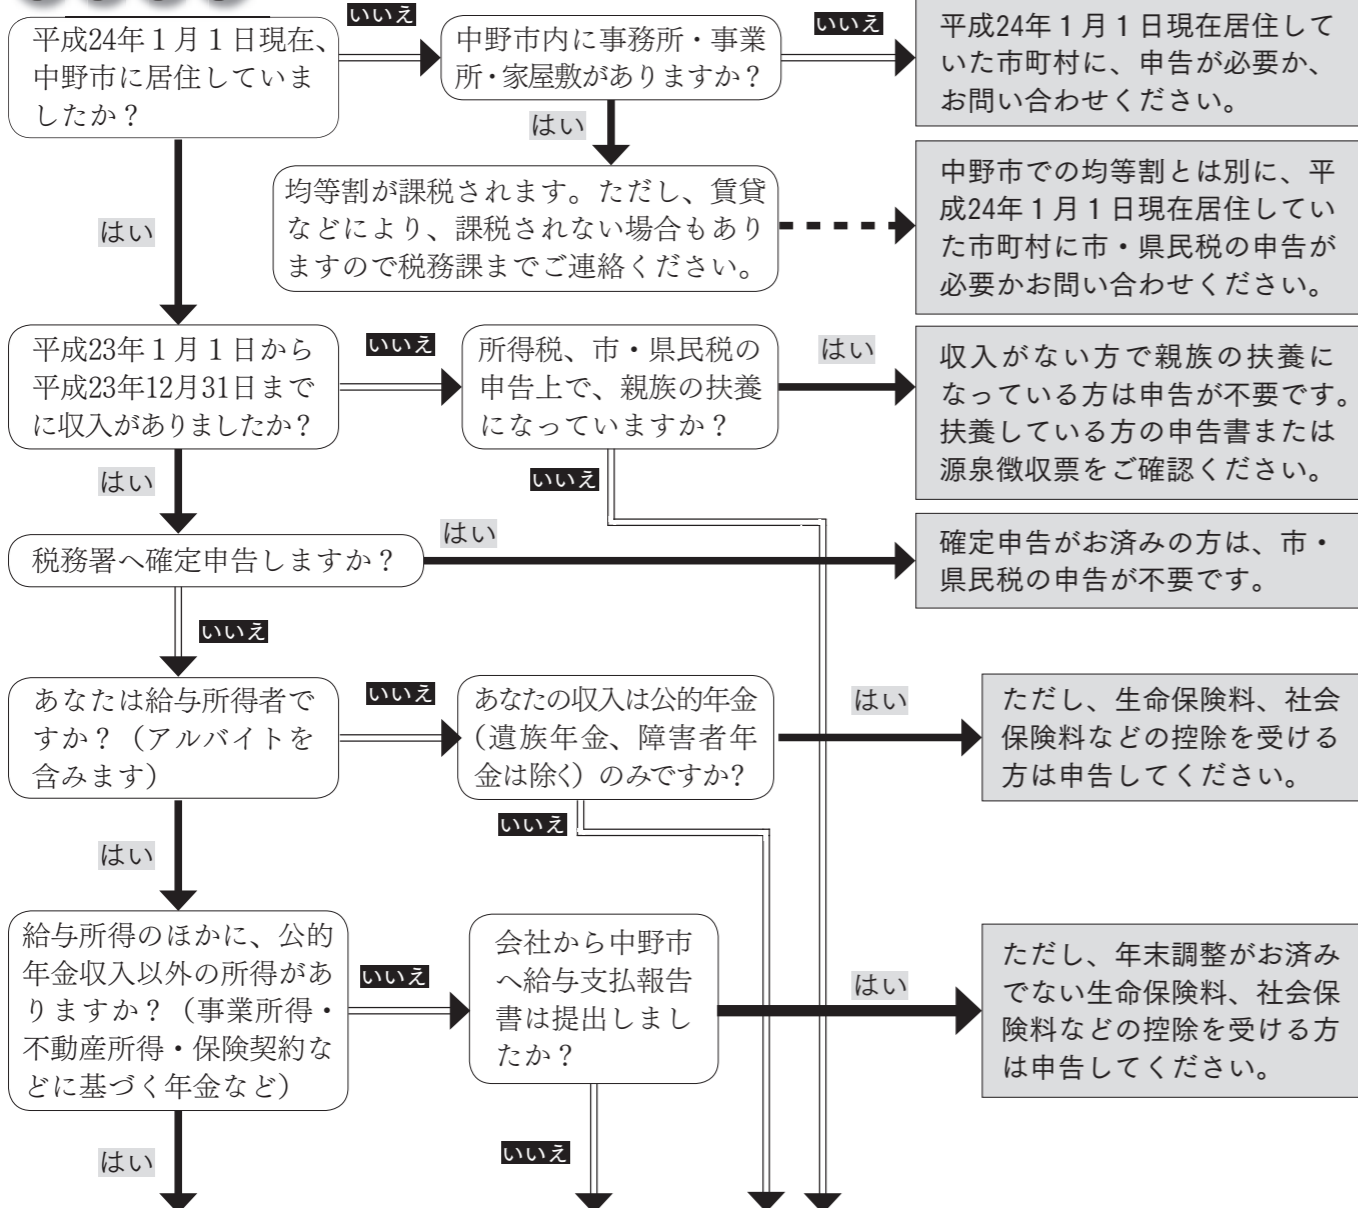 平成24年１月１日現在、
中野市に居住していま
したか？
いいえ
中野市内に事務所・事業
所・家屋敷がありますか？
いいえ
平成24年１月１日現在居住して
いた市町村に、申告が必要か、
お問い合わせください。
はい
はい
均等割が課税されます。ただし、賃貸
などにより、課税されない場合もあり
ますので税務課までご連絡ください。
中野市での均等割とは別に、平
成24年１月１日現在居住してい
た市町村に市・県民税の申告が
必要かお問い合わせください。
平成23年１月１日から
平成23年12月31日まで
に収入がありましたか？
いいえ
所得税、市・県民税の
申告上で、親族の扶養
になっていますか？
はい
収入がない方で親族の扶養に
なっている方は申告が不要です。
扶養している方の申告書または
源泉徴収票をご確認ください。
はい
いいえ
税務署へ確定申告しますか？
はい
確定申告がお済みの方は、市・
県民税の申告が不要です。
いいえ
あなたは給与所得者で
すか？（アルバイトを
含みます）
いいえ
あなたの収入は公的年金
（遺族年金、障害者年
金は除く）のみですか？
はい
ただし、生命保険料、社会
保険料などの控除を受ける
方は申告してください。
いいえ
はい
給与所得のほかに、公的
年金収入以外の所得があ
りますか？（事業所得・
不動産所得・保険契約な
どに基づく年金など）
いいえ
会社から中野市
へ給与支払報告
書は提出しまし
たか？
はい
ただし、年末調整がお済み
でない生命保険料、社会保
険料などの控除を受ける方
は申告してください。
はい
いいえ